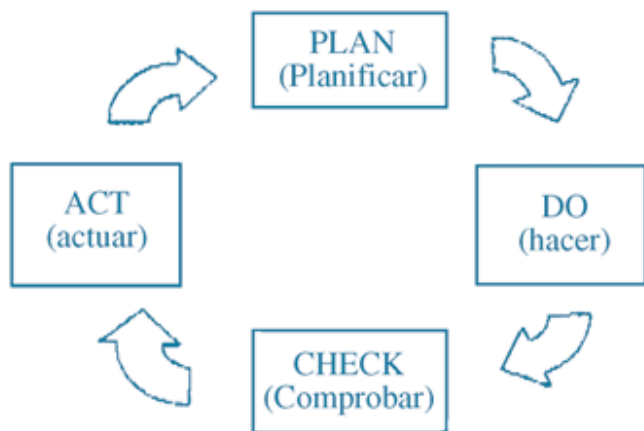 PLAN
(Planificar)
DO
(hacer)
CHECK
(Comprobar)
ACT
(actuar)